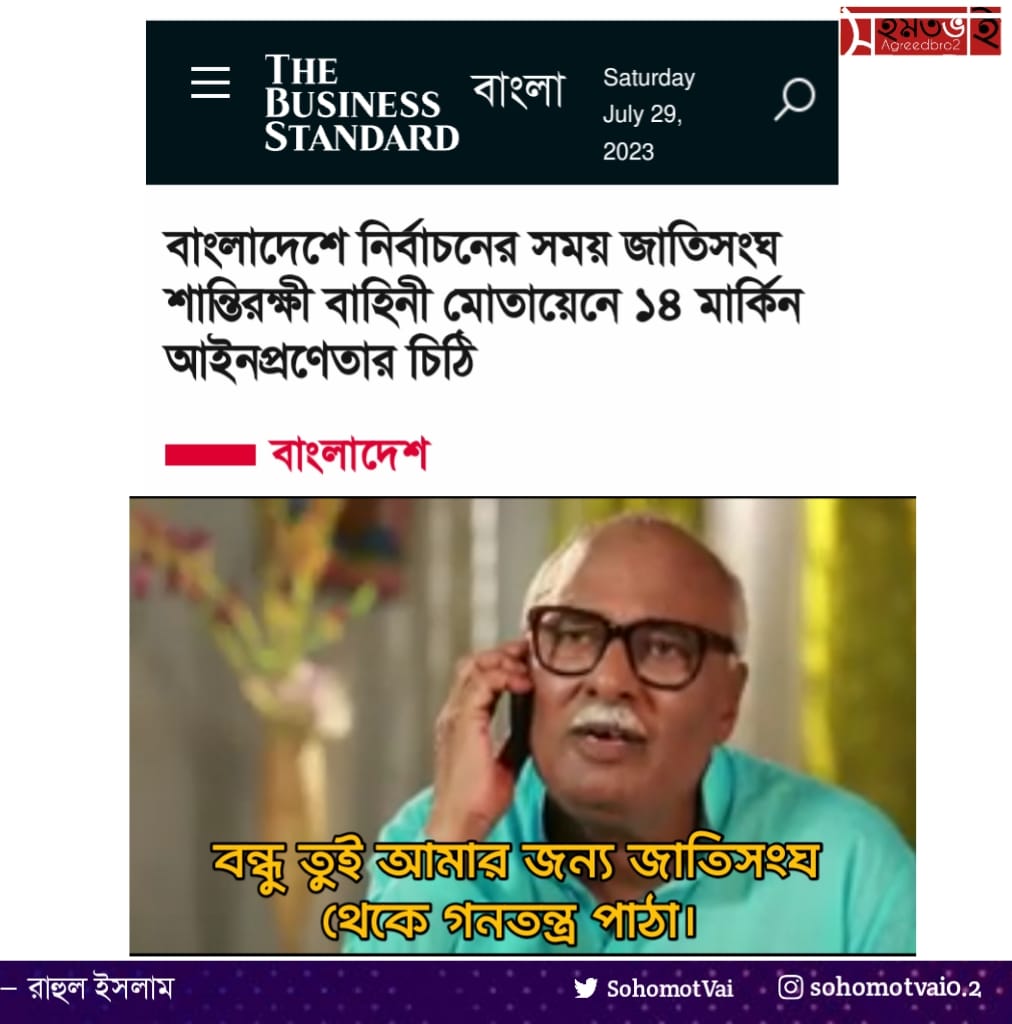 সহমতভাই
Agreedbro2
THE
BUSINESS
STANDARD
বাংলা
Saturday
July 29,
2023
বাংলাদেশে নির্বাচনের সময় জাতিসংঘ
শান্তিরক্ষী বাহিনী মোতায়েনে ১৪ মার্কিন
আইনপ্রণেতার চিঠি
বাংলাদেশ
বন্ধু তুই আমার জন্য জাতিসংঘ
থেকে গনতন্ত্র পাঠা।
– রাহুল ইসলাম
SohomotVai
sohomotvaio.2